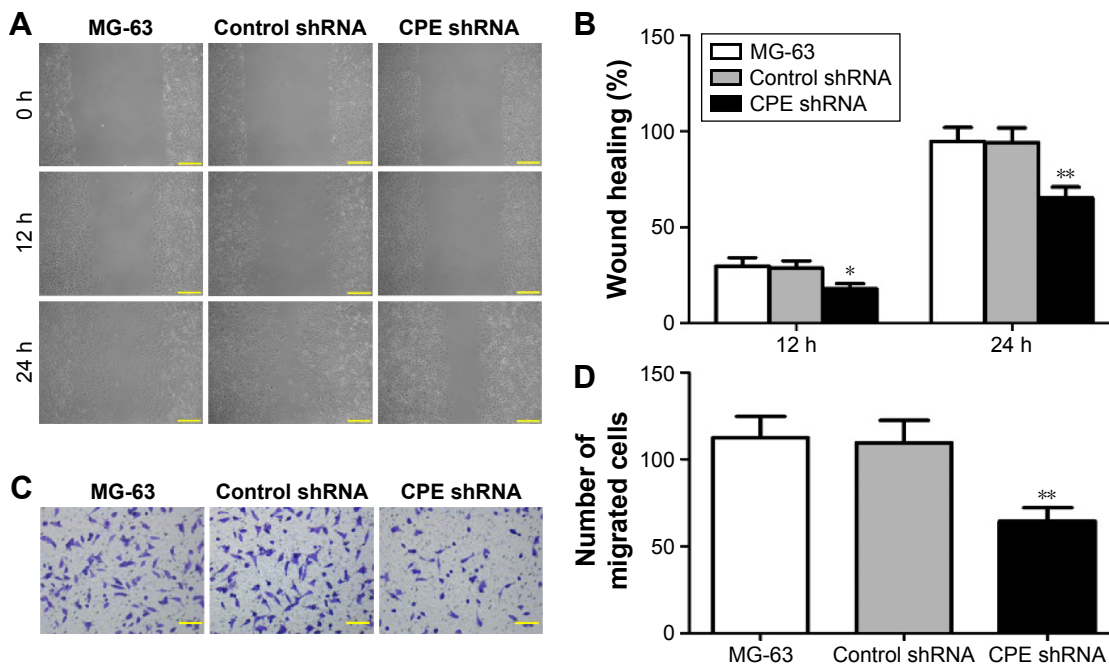 A
MG-63 Control shRNA CPE shRNA
0 h
12 h
24 h
B
150
100
50
0
Wound healing (%)
MG-63
Control shRNA
CPE shRNA
*
**
12 h 24 h
C
MG-63 Control shRNA CPE shRNA
D
150
100
50
0
Number of
migrated cells
**
MG-63 Control shRNA CPE shRNA